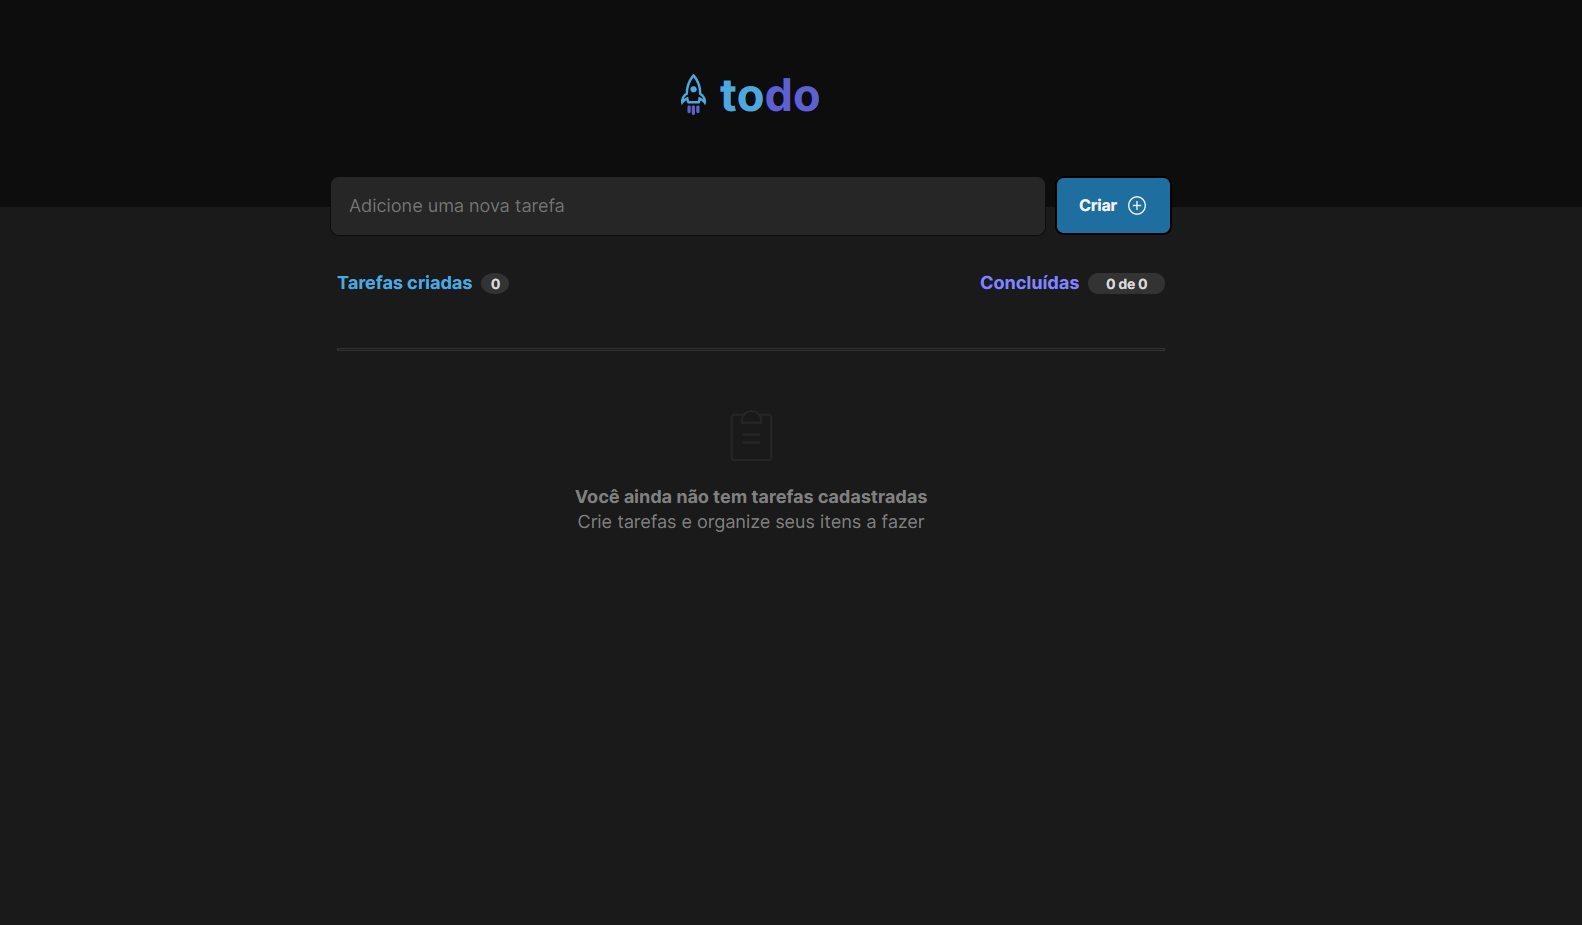 todo
Adicione uma nova tarefa
Criar
Tarefas criadas 0
Concluídas 0 de 0
Você ainda não tem tarefas cadastradas
Crie tarefas e organize seus itens a fazer